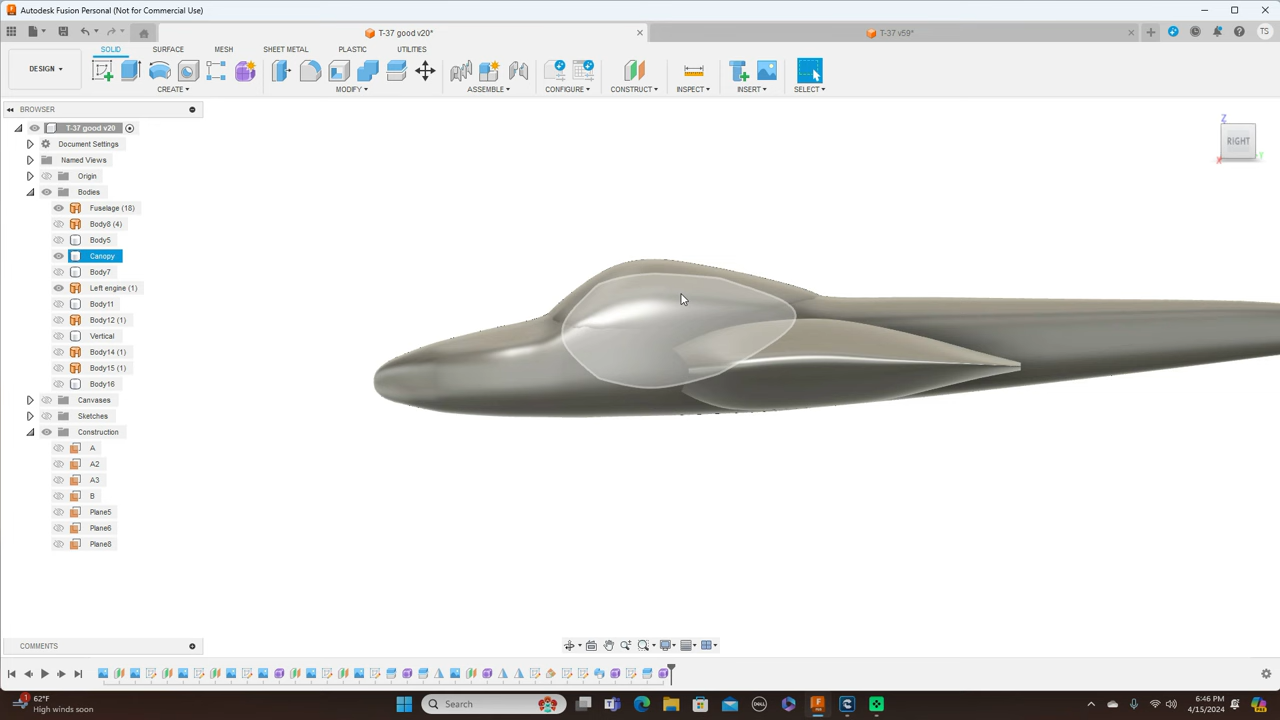 Autodesk Fusion Personal (Not for Commercial Use)
T-37 good v20*
T-37 v59*
TS
SOLID
SURFACE
MESH
SHEET METAL
PLASTIC
UTILITIES
DESIGN
CREATE
MODIFY
ASSEMBLE
CONFIGURE
CONSTRUCT
INSPECT
INSERT
SELECT
BROWSER
T-37 good v20
Document Settings
Named Views
Origin
Bodies
Fuselage (18)
Body8 (4)
Body5
Canopy
Body7
Left engine (1)
Body11
Body12 (1)
Vertical
Body14 (1)
Body15 (1)
Body16
Canvases
Sketches
Construction
A
A2
A3
B
Plane5
Plane6
Plane8
Z
RIGHT
X
Y
COMMENTS
1
62°F
High winds soon
Search
DELL
6:46 PM
4/15/2024